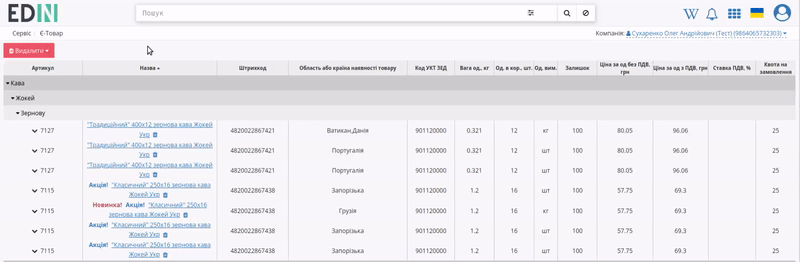 EDIN
Пошук
Сервіс Є-Товар
Компанія: Сухаренко Олег Андрійович (Тест) (9864065732303)
Видалити
Артикул Назва Штрихкод Область або країна наявності товару Код УКТ ЗЕД Вага од., кг Од. в кор., шт. Од. вим. Залишок Ціна за од без ПДВ, грн Ціна за од з ПДВ, грн Ставка ПДВ, % Квота на замовлення
Кава
Жокей
Зернову
7127 "Традиційний" 400х12 зернова кава Жокей Укр 4820022867421 Ватикан,Данія 901120000 0.321 12 кг 100 80.05 96.06 25
7127 "Традиційний" 400х12 зернова кава Жокей Укр 4820022867421 Португалія 901120000 0.321 12 шт 100 80.05 96.06 25
7127 "Традиційний" 400х12 зернова кава Жокей Укр 4820022867421 Португалія 901120000 0.321 12 шт 100 80.05 96.06 25
7115 Акція! "Класичний" 250х16 зернова кава Жокей Укр 4820022867438 Запорізька 901120000 1.2 16 шт 100 57.75 69.3 25
7115 Новинка! Акція! "Класичний" 250х16 зернова кава Жокей Укр 4820022867438 Грузія 901120000 1.2 16 кг 100 57.75 69.3 25
7115 Акція! "Класичний" 250х16 зернова кава Жокей Укр 4820022867438 Запорізька 901120000 1.2 16 шт 100 57.75 69.3 25
7115 Акція! "Класичний" 250х16 зернова кава Жокей Укр 4820022867438 Запорізька 901120000 1.2 16 шт 100 57.75 69.3 25